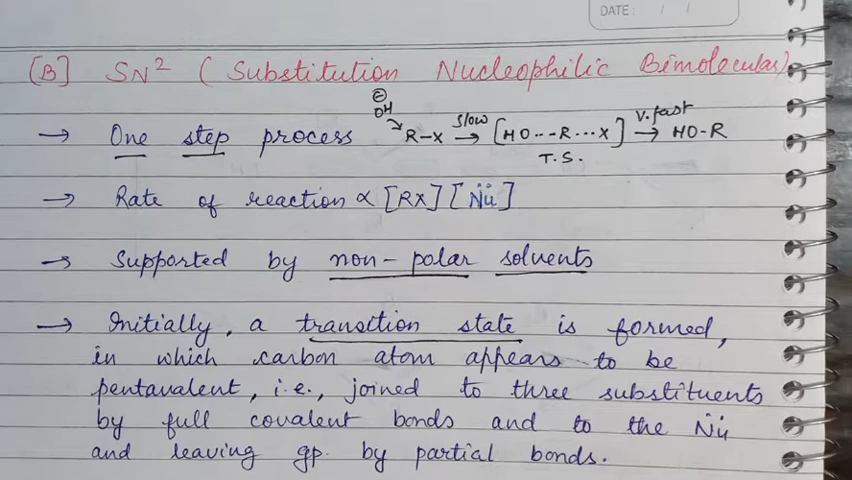 DATE: / /
[B] SN² (Substitution Nucleophilic Bimolecular)
→ One step process ⊖OH R-X slow→ [HO---R---X] T.S. v.fast→ HO-R
→ Rate of reaction ∝ [RX] [Nü]
→ Supported by non-polar solvents
→ Initially, a transition state is formed,
in which carbon atom appears to be
pentavalent, i.e., joined to three substituents
by full covalent bonds and to the Nü
and leaving gp. by partial bonds.